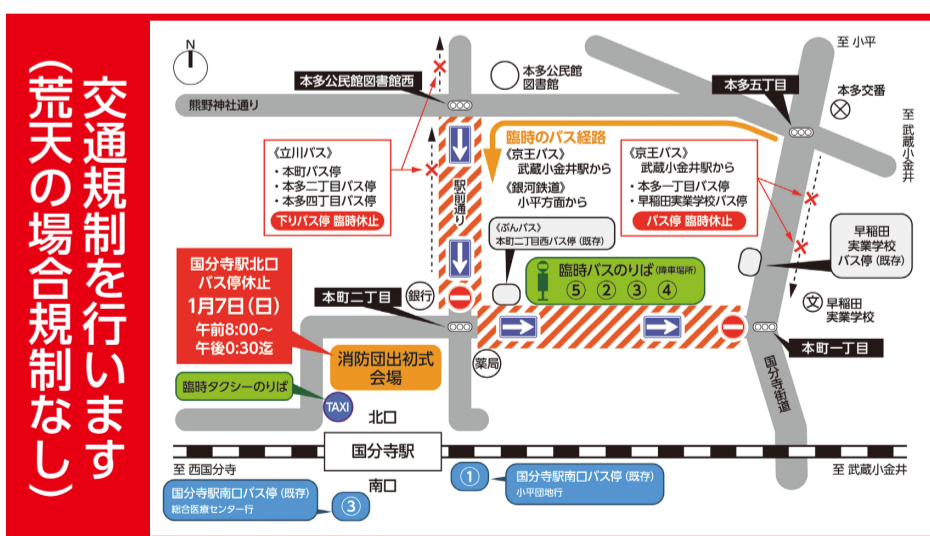 交通規制を行います
(荒天の場合規制なし)
N
至 小平
本多公民館
図書館
本多公民館図書館西
本多五丁目
本多交番
熊野神社通り
至 武蔵小金井
臨時のバス経路
《京王バス》
武蔵小金井駅から
《銀河鉄道》
小平方面から
《立川バス》
・本町バス停
・本多二丁目バス停
・本多四丁目バス停
下りバス停 臨時休止
駅前通り
《京王バス》
武蔵小金井駅から
・本多一丁目バス停
・早稲田実業学校バス停
バス停 臨時休止
《ぶんバス》
本町二丁目西バス停(既存)
早稲田
実業学校
バス停(既存)
国分寺駅北口
バス停休止
1月7日(日)
午前8:00〜
午後0:30迄
臨時バスのりば(降車場所)
⑤ ② ③ ④
本町二丁目
銀行
文
早稲田
実業学校
本町一丁目
消防団出初式
会場
薬局
国分寺街道
臨時タクシーのりば
TAXI
北口
国分寺駅
南口
至 西国分寺
至 武蔵小金井
①
国分寺駅南口バス停(既存)
小平団地行
国分寺駅南口バス停(既存)
総合医療センター行
③